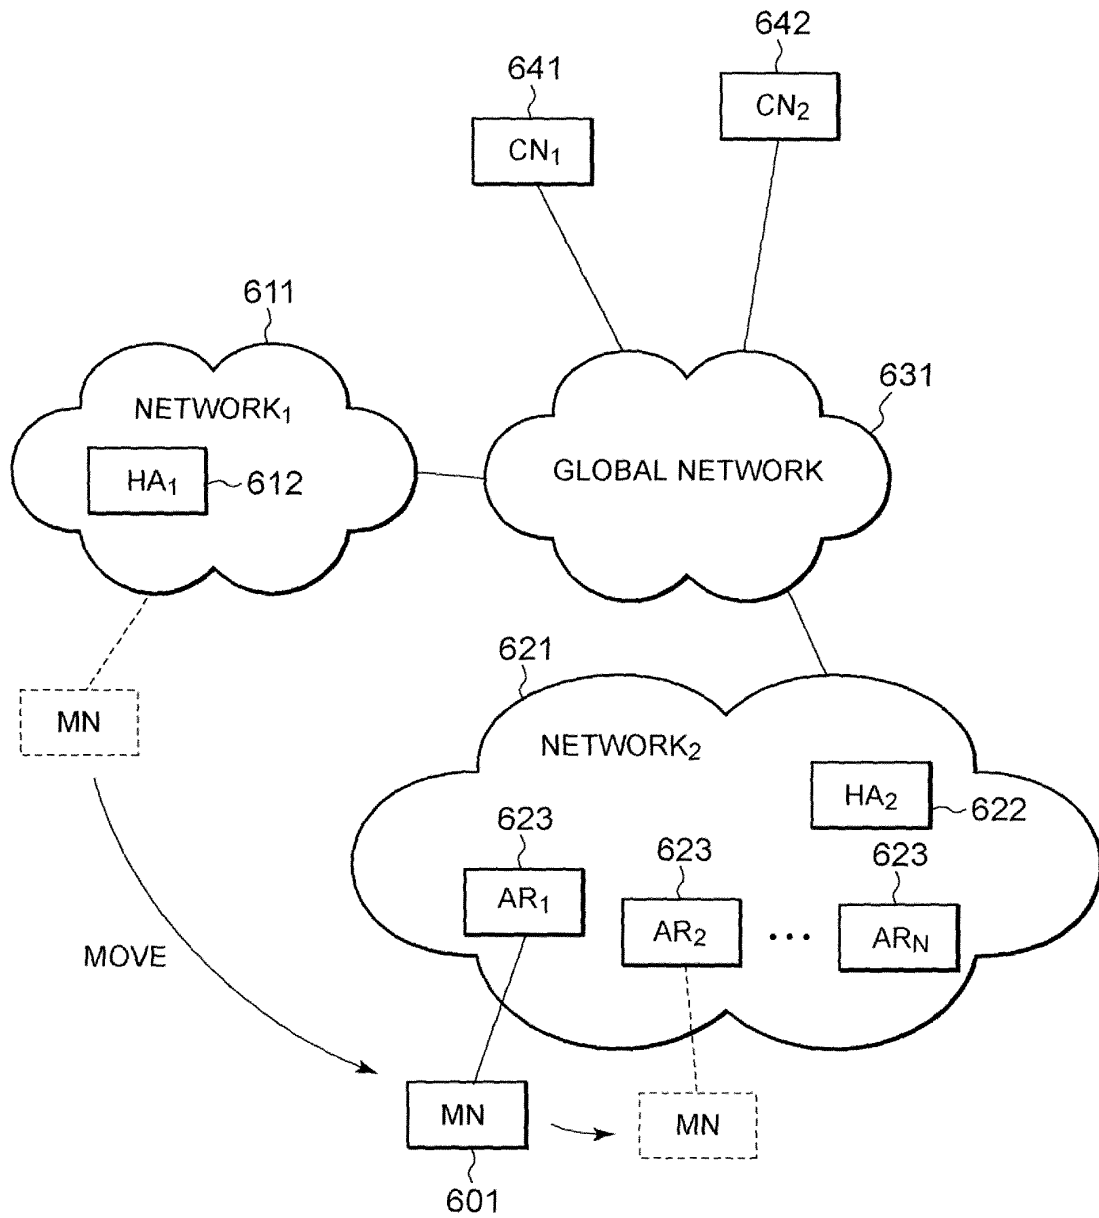 642
641
CN₂
CN₁
611
631
NETWORK₁
GLOBAL NETWORK
HA₁
612
621
MN
NETWORK₂
HA₂
622
623
623
623
AR₁
AR₂
...
ARN
MOVE
MN
MN
601